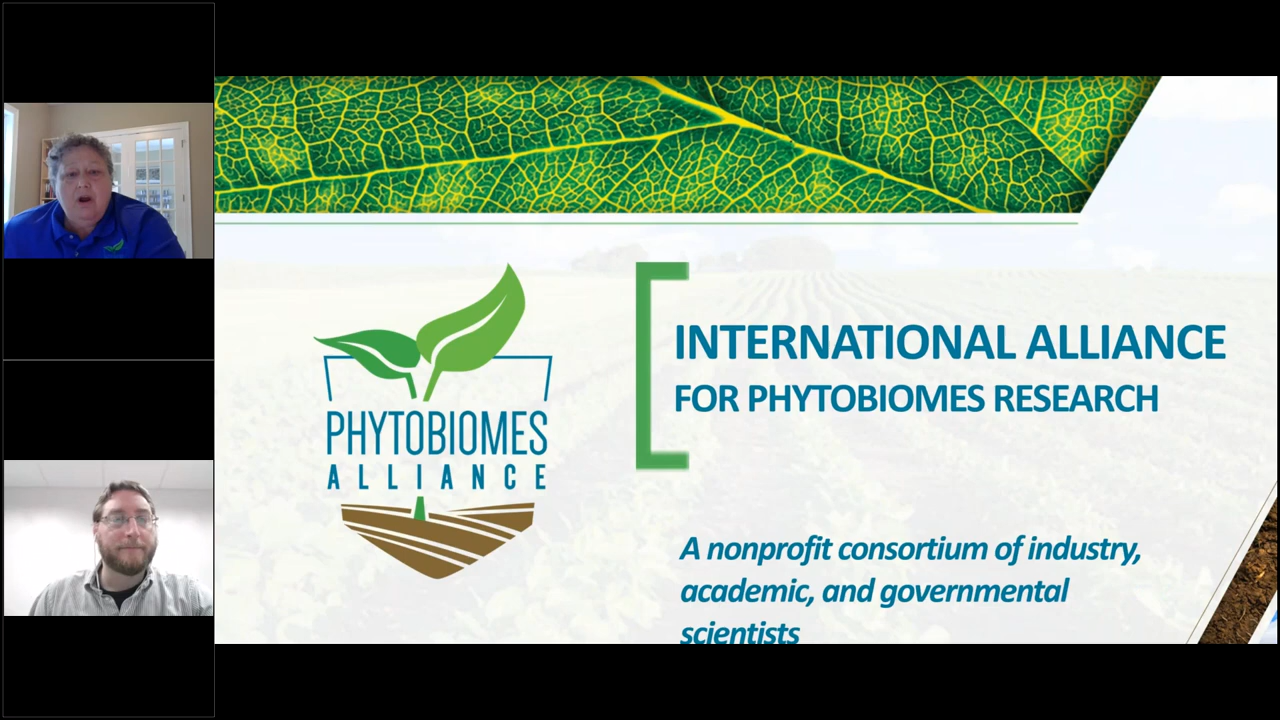 PHYTOBIOMES
ALLIANCE
INTERNATIONAL ALLIANCE
FOR PHYTOBIOMES RESEARCH
A nonprofit consortium of industry,
academic, and governmental
scientists